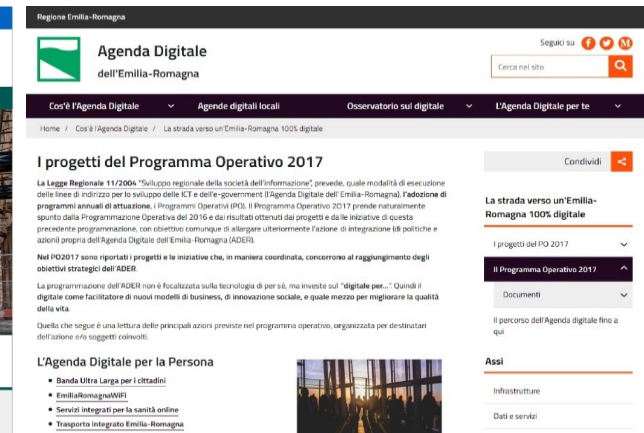 Regione Emilia-Romagna
Agenda Digitale
dell'Emilia-Romagna
Seguici su
Cerca nel sito
Cos'è l'Agenda Digitale
Agende digitali locali
Osservatorio sul digitale
L'Agenda Digitale per te
Home / Cos'è l'Agenda Digitale / La strada verso un'Emilia-Romagna 100% digitale
I progetti del Programma Operativo 2017
La Legge Regionale 11/2004 "Sviluppo regionale della società dell'informazione", prevede, quale modalità di esecuzione
delle linee di indirizzo per lo sviluppo delle ICT e dell'e-government (l'Agenda Digitale dell'Emilia-Romagna), l'adozione di
programmi annuali di attuazione, i Programmi Operativi (PO). Il Programma Operativo 2017 prende naturalmente
spunto dalla Programmazione Operativa del 2016 e dai risultati ottenuti dai progetti e dalle iniziative di questa
precedente programmazione, con obiettivo comunque di allargare ulteriormente l'azione di integrazione (di politiche e
azioni) propria dell'Agenda Digitale dell'Emilia-Romagna (ADER).
Nel PO2017 sono riportati i progetti e le iniziative che, in maniera coordinata, concorrono al raggiungimento degli
obiettivi strategici dell'ADER.
La programmazione dell'ADER non è focalizzata sulla tecnologia di per sè, ma investe sul "digitale per...". Quindi il
digitale come facilitatore di nuovi modelli di business, di innovazione sociale, e quale mezzo per migliorare la qualità
della vita.
Quella che segue è una lettura delle principali azioni previste nel programma operativo, organizzata per destinatari
dell'azione e/o soggetti coinvolti.
L'Agenda Digitale per la Persona
Banda Ultra Larga per i cittadini
EmiliaRomagnaWiFi
Servizi integrati per la sanità online
Trasporto Integrato Emilia-Romagna
Condividi
La strada verso un'Emilia-
Romagna 100% digitale
I progetti del PO 2017
Il Programma Operativo 2017
Documenti
Il percorso dell'Agenda digitale fino a
qui
Assi
Infrastrutture
Dati e servizi